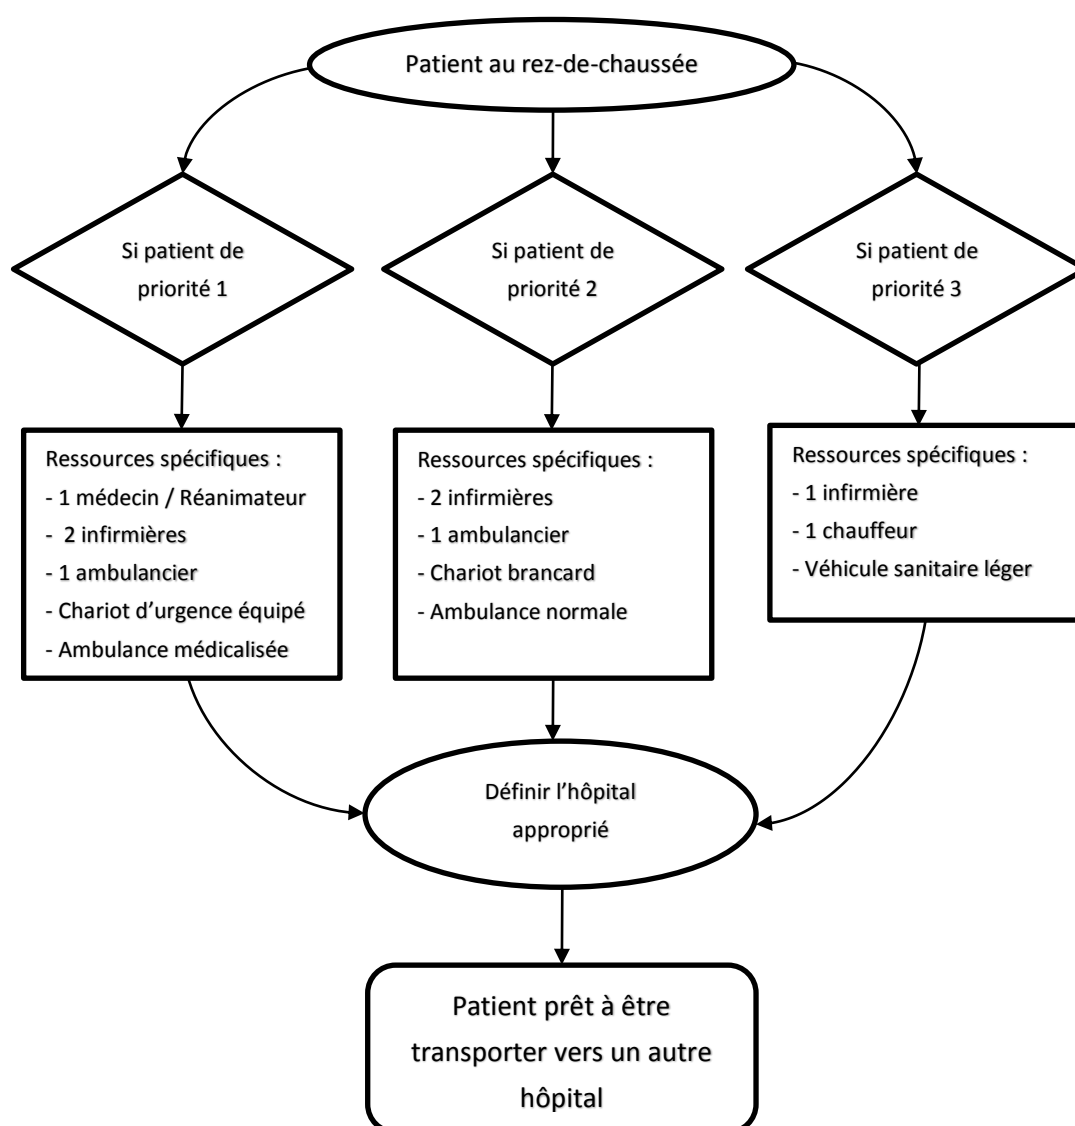 Patient au rez-de-chaussée
Si patient de
priorité 1
Si patient de
priorité 2
Si patient de
priorité 3
Ressources spécifiques :
- 1 médecin / Réanimateur
- 2 infirmières
- 1 ambulancier
- Chariot d’urgence équipé
- Ambulance médicalisée
Ressources spécifiques :
- 2 infirmières
- 1 ambulancier
- Chariot brancard
- Ambulance normale
Ressources spécifiques :
- 1 infirmière
- 1 chauffeur
- Véhicule sanitaire léger
Définir l’hôpital
approprié
Patient prêt à être
transporter vers un autre
hôpital